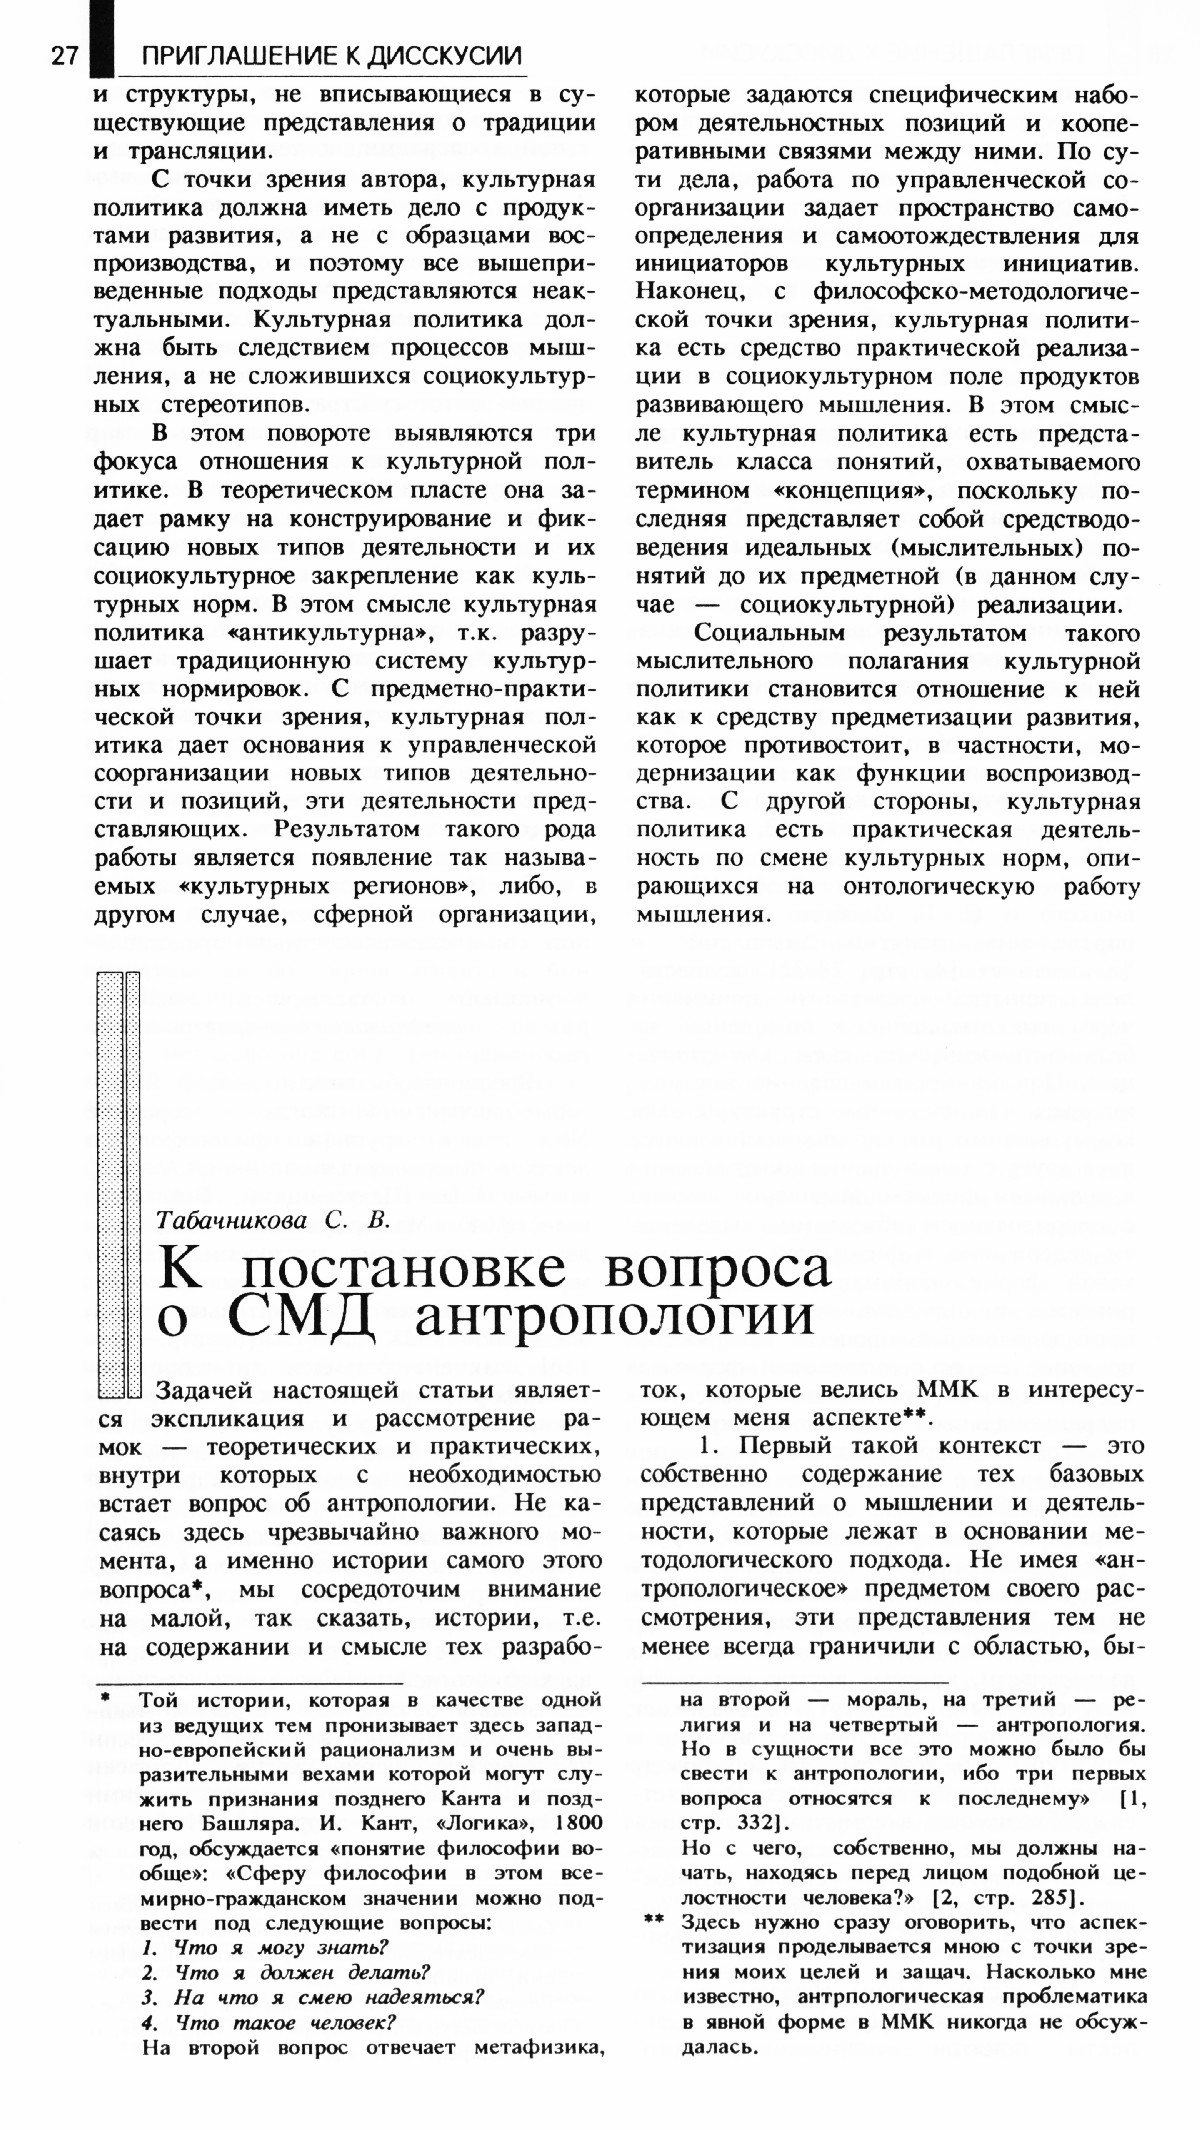 27
ПРИГЛАШЕНИЕ К ДИССКУСИИ
и структуры, не вписывающиеся в су-
ществующие представления о традиции
и трансляции.
С точки зрения автора, культурная
политика должна иметь дело с продук-
тами развития, а не с образцами вос-
производства, и поэтому все вышепри-
веденные подходы представляются неак-
туальными. Культурная политика дол-
жна быть следствием процессов мыш-
ления, а не сложившихся социокультур-
ных стереотипов.
В этом повороте выявляются три
фокуса отношения к культурной пол-
итике. В теоретическом пласте она за-
дает рамку на конструирование и фик-
сацию новых типов деятельности и их
социокультурное закрепление как куль-
турных норм. В этом смысле культурная
политика «антикультурна», т.к. разру-
шает традиционную систему культур-
ных нормировок. С предметно-практи-
ческой точки зрения, культурная пол-
итика дает основания к управленческой
соорганизации новых типов деятельно-
сти и позиций, эти деятельности пред-
ставляющих. Результатом такого рода
работы является появление так называ-
емых «культурных регионов», либо, в
другом случае, сферной организации,
которые задаются специфическим набо-
ром деятельностных позиций и коопе-
ративными связями между ними. По су-
ти дела, работа по управленческой со-
организации задает пространство само-
определения и самоотождествления для
инициаторов культурных инициатив.
Наконец, с философско-методологиче-
ской точки зрения, культурная полити-
ка есть средство практической реализа-
ции в социокультурном поле продуктов
развивающего мышления. В этом смыс-
ле культурная политика есть предста-
витель класса понятий, охватываемого
термином «концепция», поскольку по-
следняя представляет собой средстводо-
ведения идеальных (мыслительных) по-
нятий до их предметной (в данном слу-
чае — социокультурной) реализации.
Социальным результатом такого
мыслительного полагания культурной
политики становится отношение к ней
как к средству предметизации развития,
которое противостоит, в частности, мо-
дернизации как функции воспроизвод-
ства. С другой стороны, культурная
политика есть практическая деятель-
ность по смене культурных норм, опи-
рающихся на онтологическую работу
мышления.
Табачникова С. В.
К постановке вопроса
о СМД антропологии
Задачей настоящей статьи являет-
ся экспликация и рассмотрение ра-
мок — теоретических и практических,
внутри которых с необходимостью
встает вопрос об антропологии. Не ка-
саясь здесь чрезвычайно важного мо-
мента, а именно истории самого этого
вопроса*, мы сосредоточим внимание
на малой, так сказать, истории, т.е.
на содержании и смысле тех разрабо-
ток, которые велись ММК в интересу-
ющем меня аспекте**.
1. Первый такой контекст — это
собственно содержание тех базовых
представлений о мышлении и деятель-
ности, которые лежат в основании ме-
тодологического подхода. Не имея «ан-
тропологическое» предметом своего рас-
смотрения, эти представления тем не
менее всегда граничили с областью, бы-
* Той истории, которая в качестве одной
из ведущих тем пронизывает здесь запад-
но-европейский рационализм и очень вы-
разительными вехами которой могут слу-
жить признания позднего Канта и позд-
него Башляра. И. Кант, «Логика», 1800
год, обсуждается «понятие философии во-
обще»: «Сферу философии в этом все-
мирно-гражданском значении можно под-
вести под следующие вопросы:
1. Что я могу знать?
2. Что я должен делать?
3. На что я смею надеяться?
4. Что такое человек?
На второй вопрос отвечает метафизика,
на второй — мораль, на третий — ре-
лигия и на четвертый — антропология.
Но в сущности все это можно было бы
свести к антропологии, ибо три первых
вопроса относятся к последнему» [1,
стр. 332].
Но с чего, собственно, мы должны на-
чать, находясь перед лицом подобной це-
лостности человека?» [2, стр. 285].
** Здесь нужно сразу оговорить, что аспек-
тизация проделывается мною с точки зре-
ния моих целей и защач. Насколько мне
известно, антрпологическая проблематика
в явной форме в ММК никогда не обсуж-
далась.